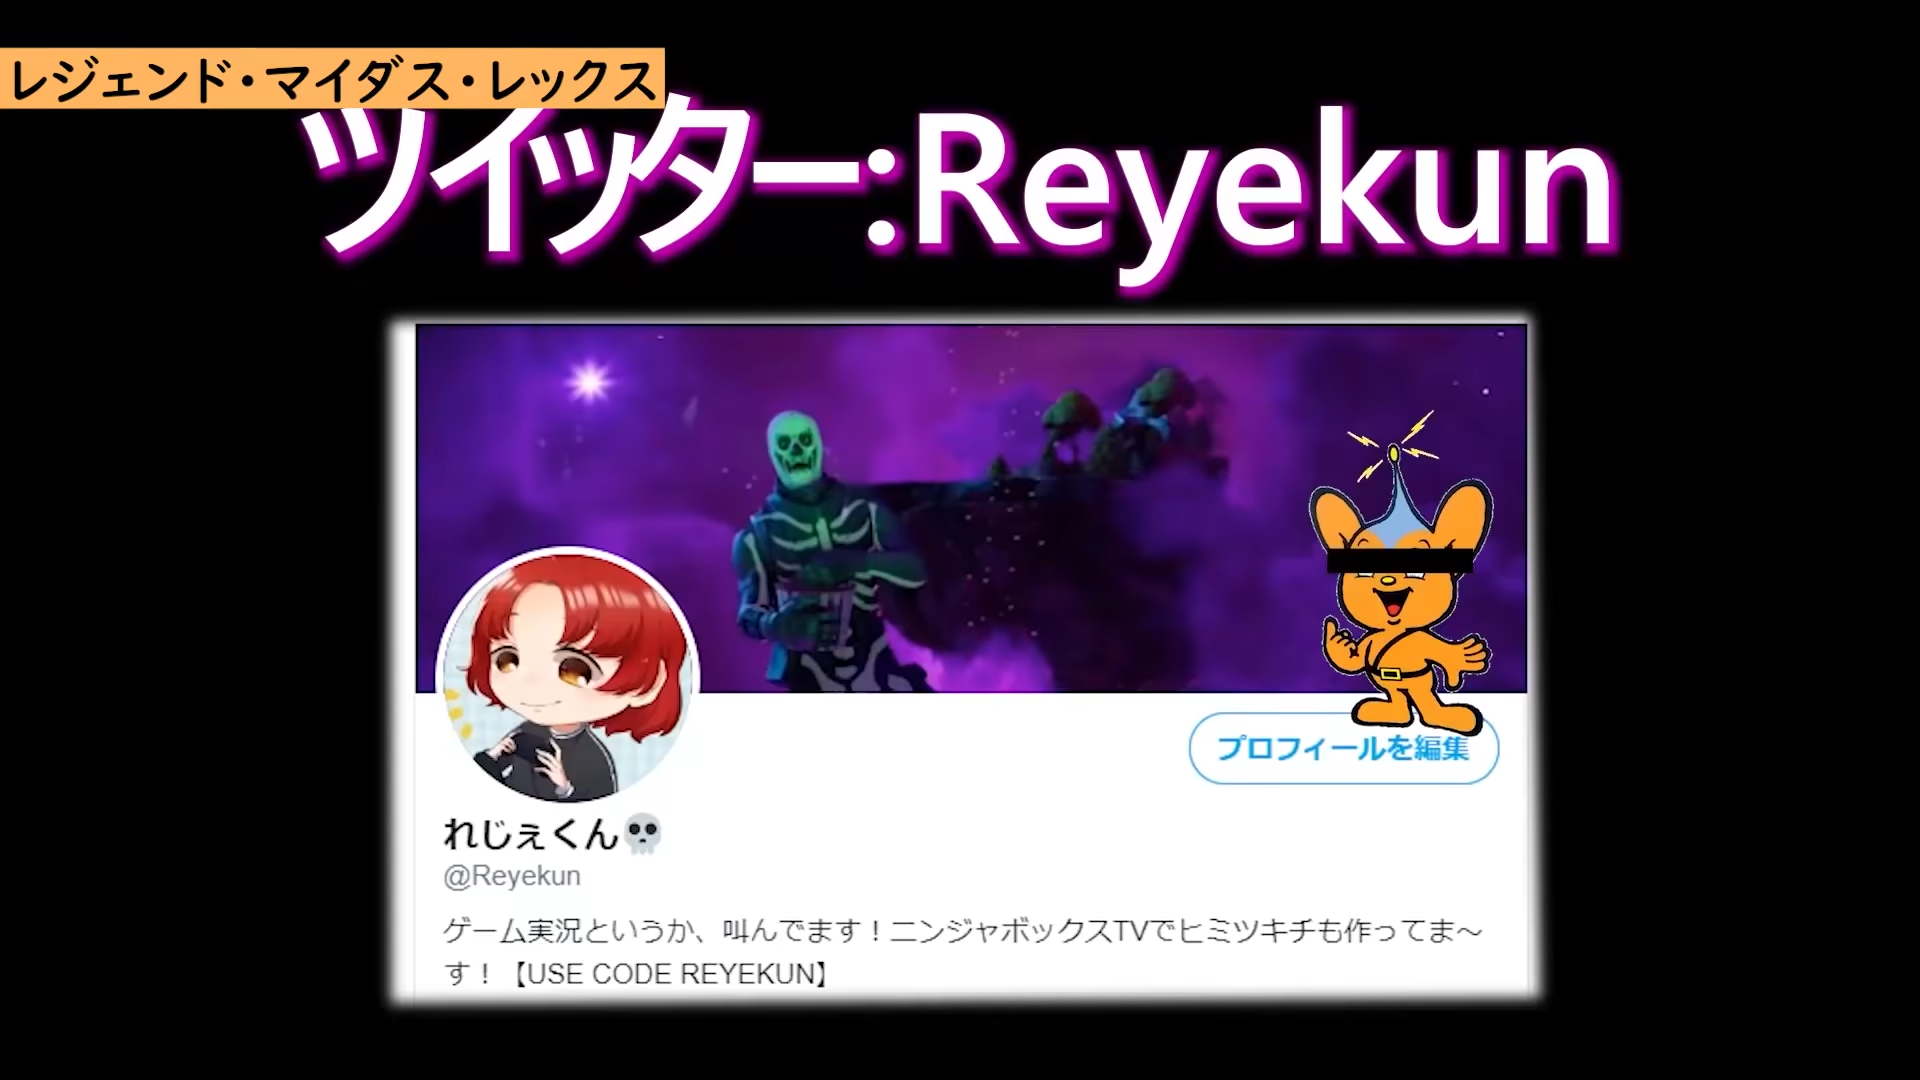 レジェンド・マイダス・レックス
ツイッター:Reyekun
プロフィールを編集
れじぇくん💀
@Reyekun
ゲーム実況というか、叫んでます！ニンジャボックスTVでヒミツキチも作ってま〜
す！【USE CODE REYEKUN】